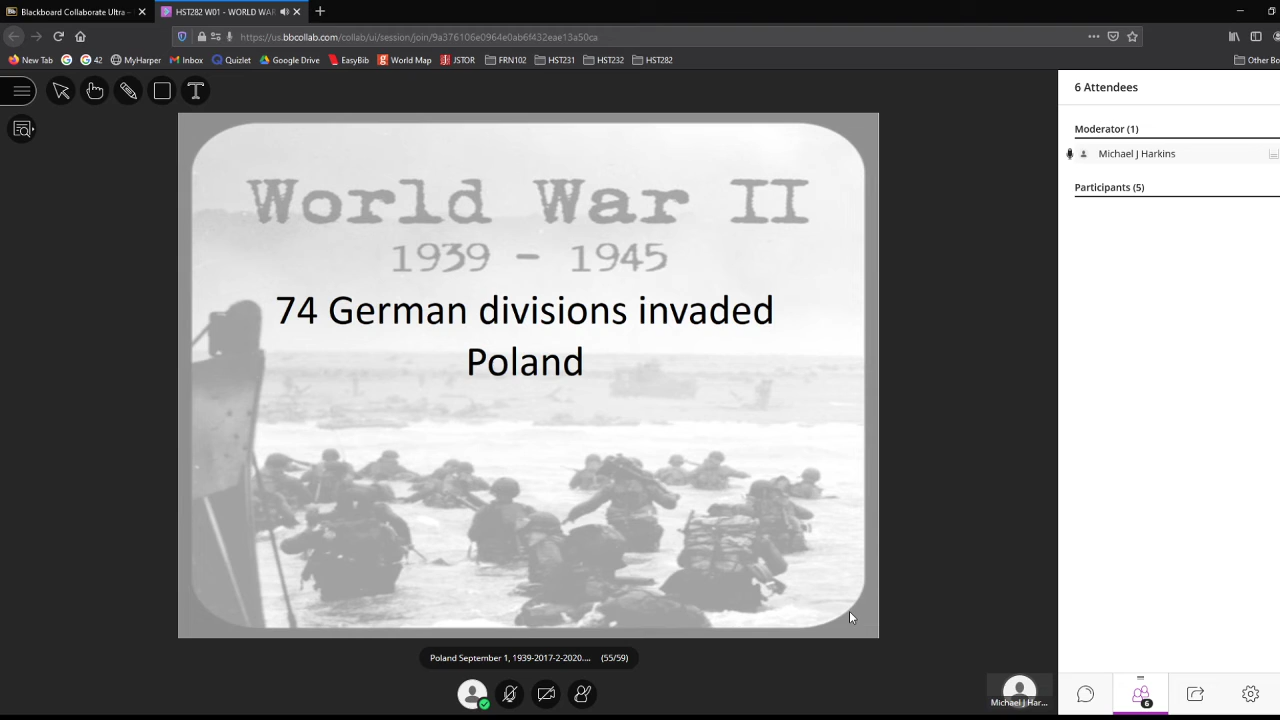 Blackboard Collaborate Ultra –
HST282 W01 - WORLD WAR
https://us.bbcollab.com/collab/ui/session/join/9a376106e0964e0ab6f432eae13a50ca
New Tab
G
42
MyHarper
Inbox
Quizlet
Google Drive
EasyBib
World Map
JSTOR
FRN102
HST231
HST232
HST282
Other Bo
6 Attendees
Moderator (1)
Michael J Harkins
Participants (5)
World War II
1939 - 1945
74 German divisions invaded
Poland
Poland September 1, 1939-2017-2-2020.... (55/59)
Michael J Har...
6